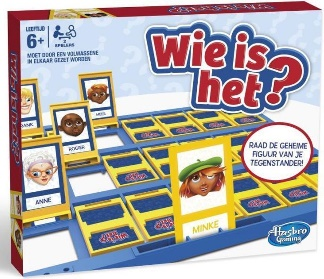 LEEFTIJD
6+
2
SPELERS
MOET DOOR EEN VOLWASSENE
IN ELKAAR GEZET WORDEN
Wie is
het?
RAAD DE GEHEIME
FIGUUR VAN JE
TEGENSTANDER!
ANNE
MINKE
Hasbro
Gaming